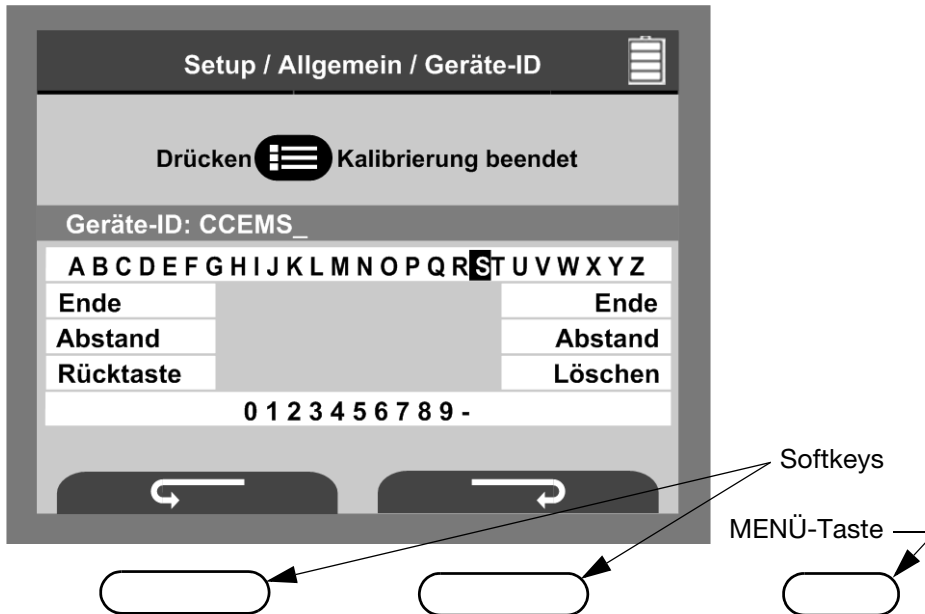 Setup / Allgemein / Geräte-ID
Drücken Kalibrierung beendet
Geräte-ID: CCEMS_
A B C D E F G H I J K L M N O P Q R S T U V W X Y Z
Ende Ende
Abstand Abstand
Rücktaste Löschen
0 1 2 3 4 5 6 7 8 9 -
Softkeys
MENÜ-Taste